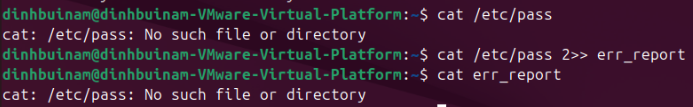 dinhbuinam@dinhbuinam-VMware-Virtual-Platform:~$ cat /etc/pass
cat: /etc/pass: No such file or directory
dinhbuinam@dinhbuinam-VMware-Virtual-Platform:~$ cat /etc/pass 2>> err_report
dinhbuinam@dinhbuinam-VMware-Virtual-Platform:~$ cat err_report
cat: /etc/pass: No such file or directory